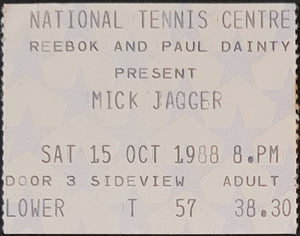 NATIONAL TENNIS CENTRE
REEBOK AND PAUL DAINTY
PRESENT
MICK JAGGER
SAT 15 OCT 1988 8.PM
DOOR 3 SIDEVIEW ADULT
LOWER T 57 38.30